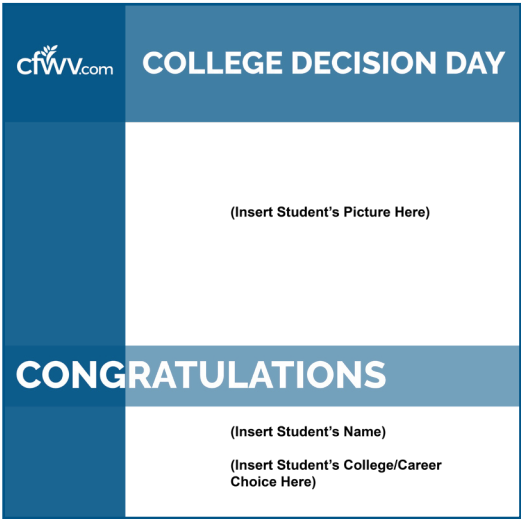 cfWV.com
COLLEGE DECISION DAY
(Insert Student's Picture Here)
CONGRATULATIONS
(Insert Student's Name)
(Insert Student's College/Career
Choice Here)